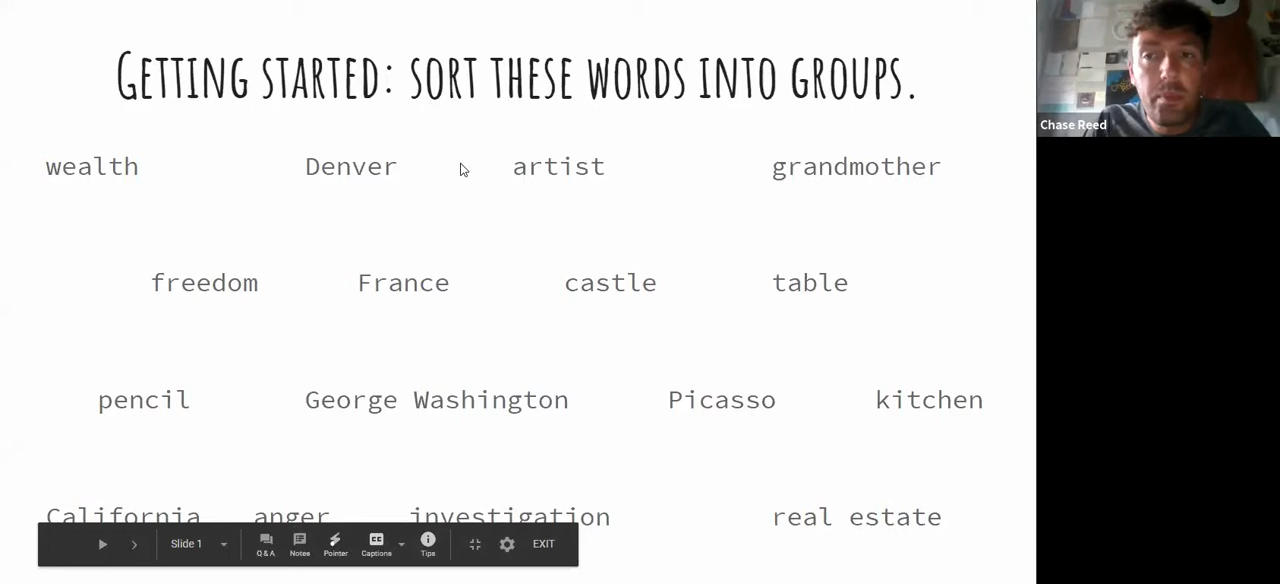 GETTING STARTED: SORT THESE WORDS INTO GROUPS.
Chase Reed
wealth Denver artist grandmother
freedom France castle table
pencil George Washington Picasso kitchen
California anger investigation real estate
Slide 1 Q&A Notes Pointer Captions Tips EXIT